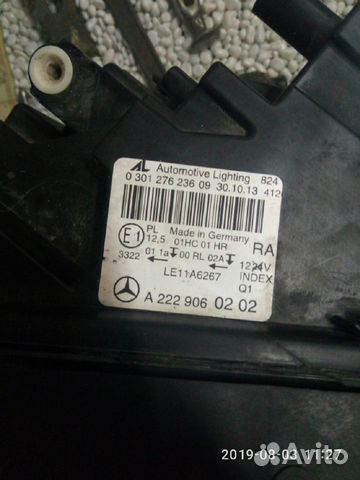 AL Automotive Lighting 824
0 301 276 236 09 30.10.13 412
E1 PL Made in Germany RA
12,5 01HC 01 HR
3322 01 1a 00 RL 02A 12/24V
LE11A6267 INDEX
Q1
A 222 906 02 02
2019-08-03 11:27
Avito